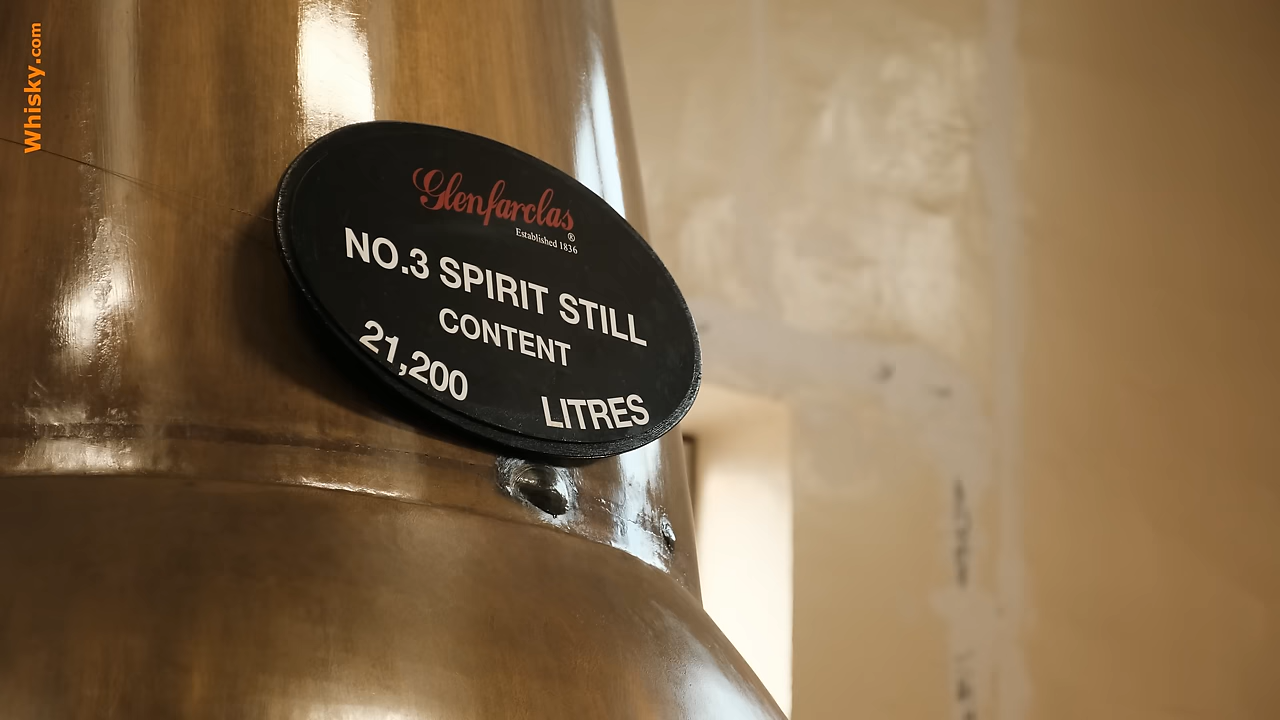 Whisky.com
Glenfarclas®
Established 1836
NO.3 SPIRIT STILL
CONTENT
21,200 LITRES